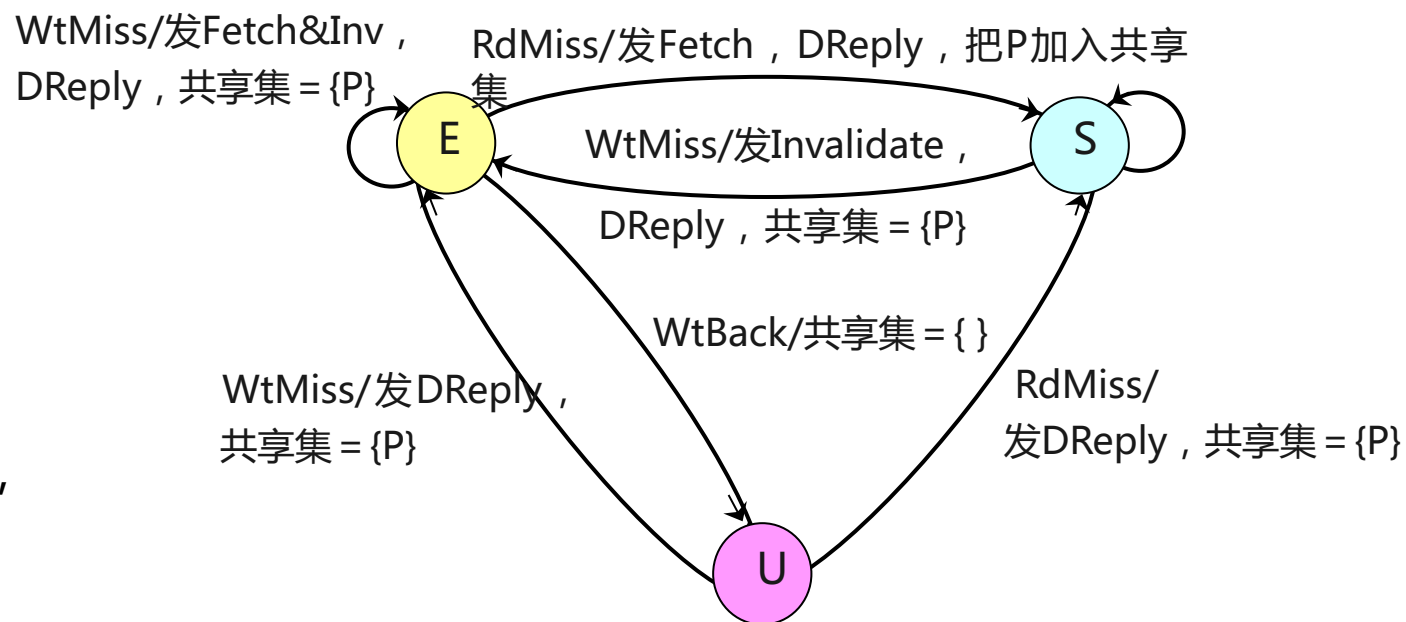 WtMiss/发Fetch&Inv，
DReply，共享集＝{P}
RdMiss/发Fetch，DReply，把P加入共享
集
E
S
WtMiss/发Invalidate，
DReply，共享集＝{P}
WtBack/共享集＝{ }
WtMiss/发DReply，
共享集＝{P}
RdMiss/
发DReply，共享集＝{P}
，
U